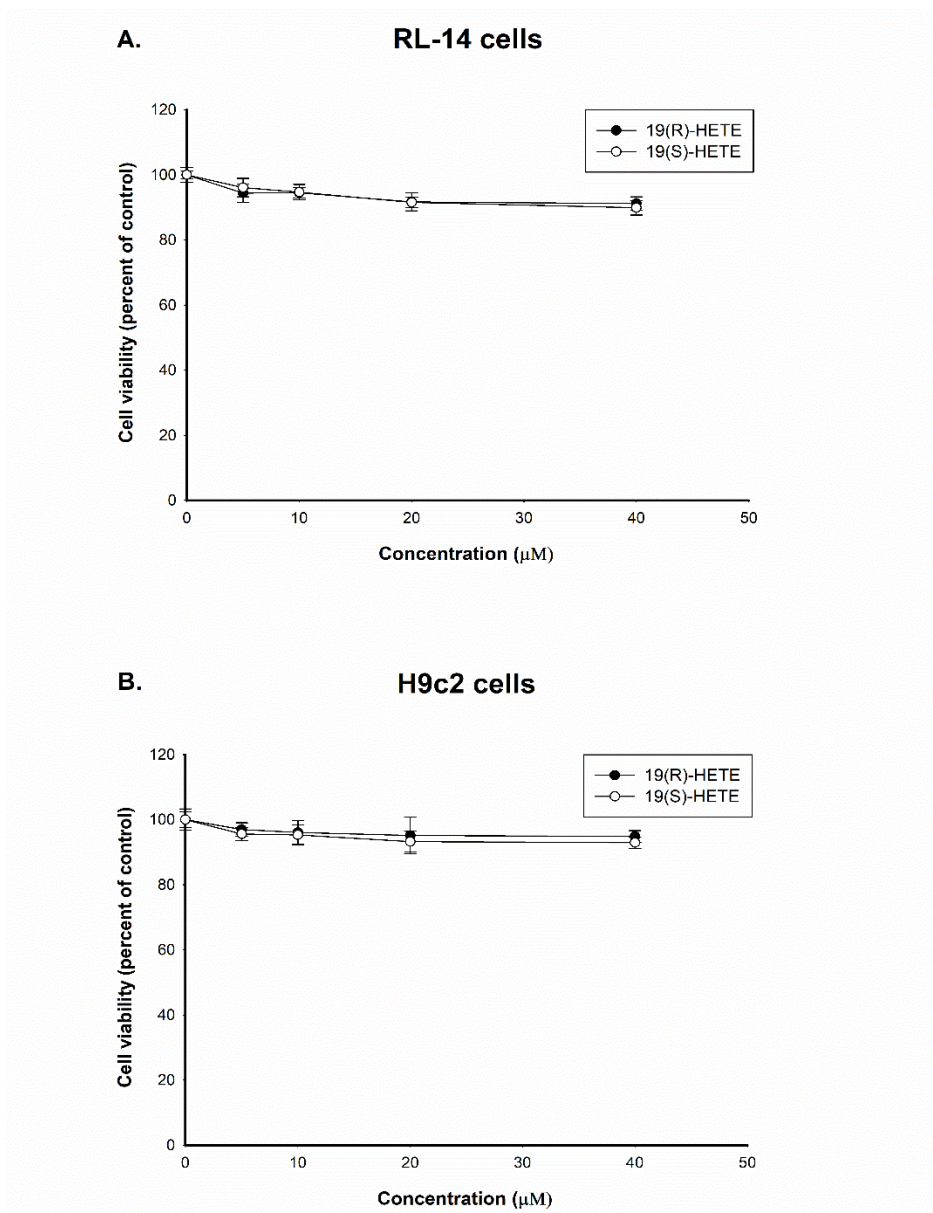 A.
RL-14 cells
19(R)-HETE
19(S)-HETE
120
100
80
60
40
20
0
Cell viability (percent of control)
0 10 20 30 40 50
Concentration (μM)
B.
H9c2 cells
19(R)-HETE
19(S)-HETE
120
100
80
60
40
20
0
Cell viability (percent of control)
0 10 20 30 40 50
Concentration (μM)